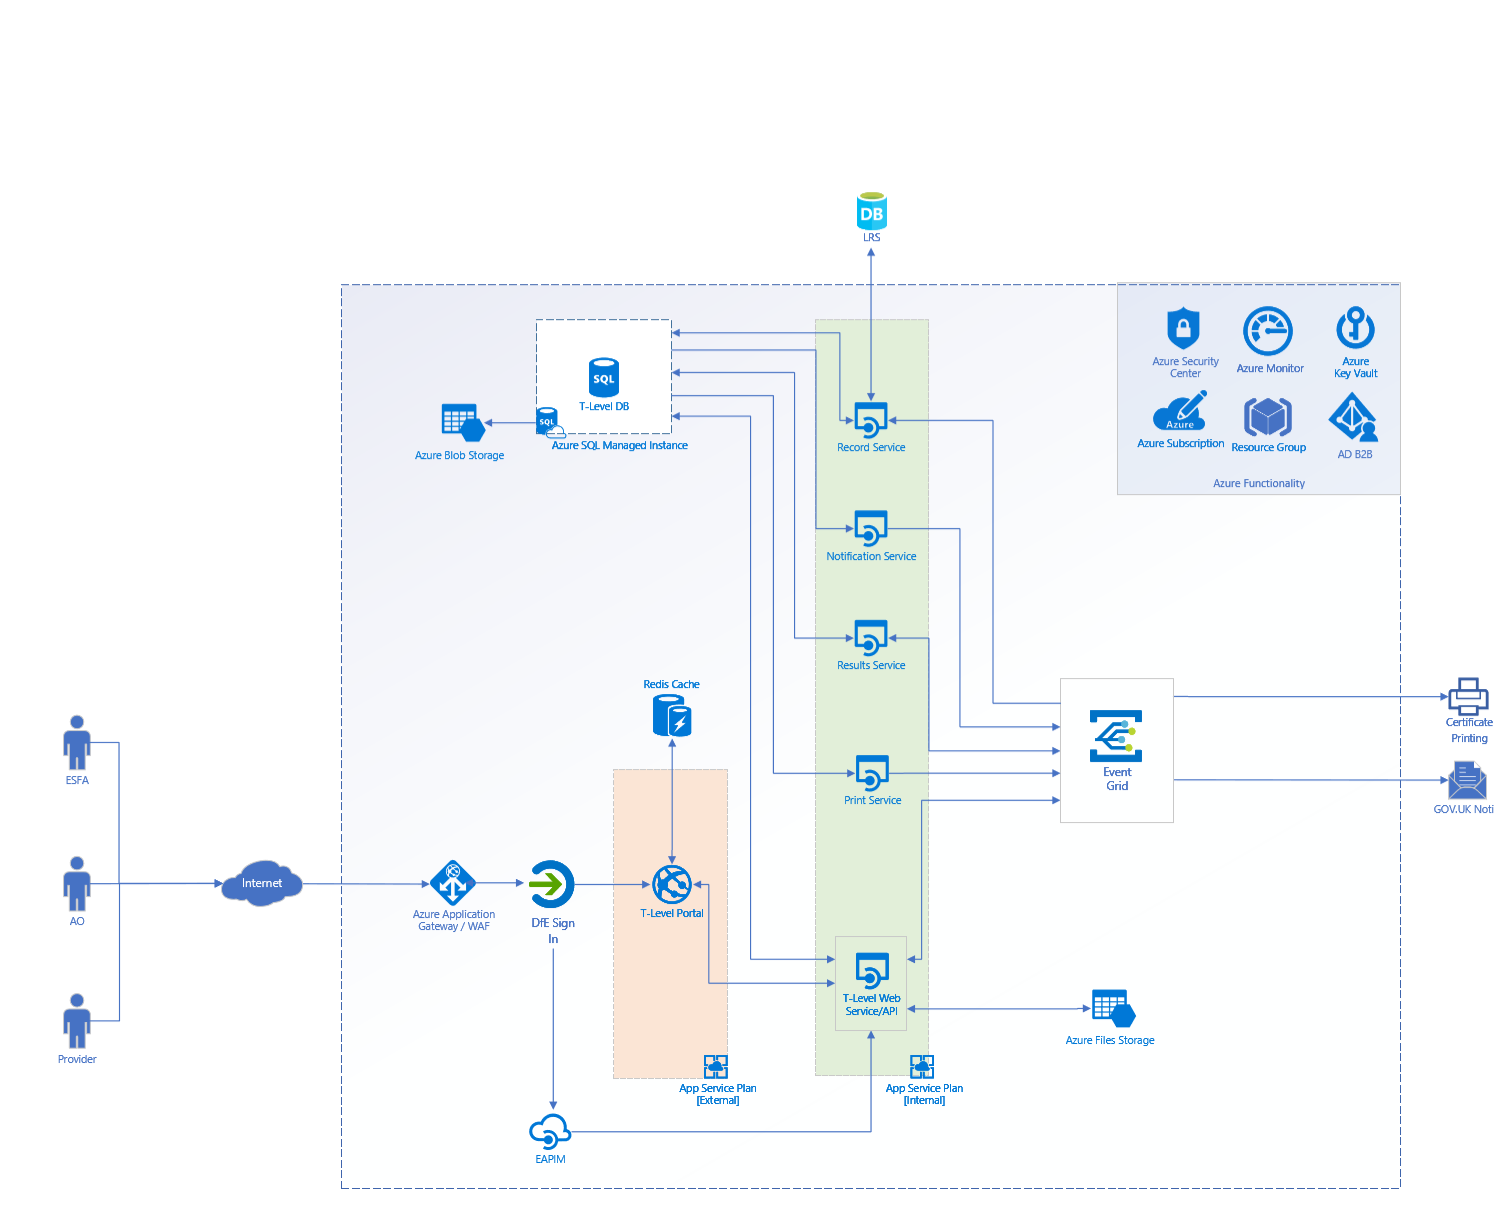 DB
LRS
Azure Security
Center
Azure Monitor
Azure
Key Vault
Azure
Azure Subscription
Resource Group
AD B2B
Azure Functionality
SQL
T-Level DB
SQL
Azure SQL Managed Instance
Azure Blob Storage
Record Service
Notification Service
Results Service
Print Service
Redis Cache
Event
Grid
Certificate
Printing
GOV.UK Noti
ESFA
AO
Provider
Internet
Azure Application
Gateway / WAF
DfE Sign
In
T-Level Portal
T-Level Web
Service/API
Azure Files Storage
App Service Plan
[External]
App Service Plan
[Internal]
EAPIM